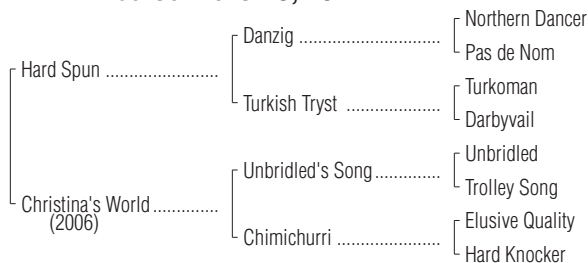 Northern Dancer
Danzig ................................
Pas de Nom
Hard Spun .........................
Turkoman
Turkish Tryst .....................
Darbyvail
Unbridled
Unbridled's Song..................
Trolley Song
Christina's World...............
(2006)
Elusive Quality
Chimichurri .......................
Hard Knocker